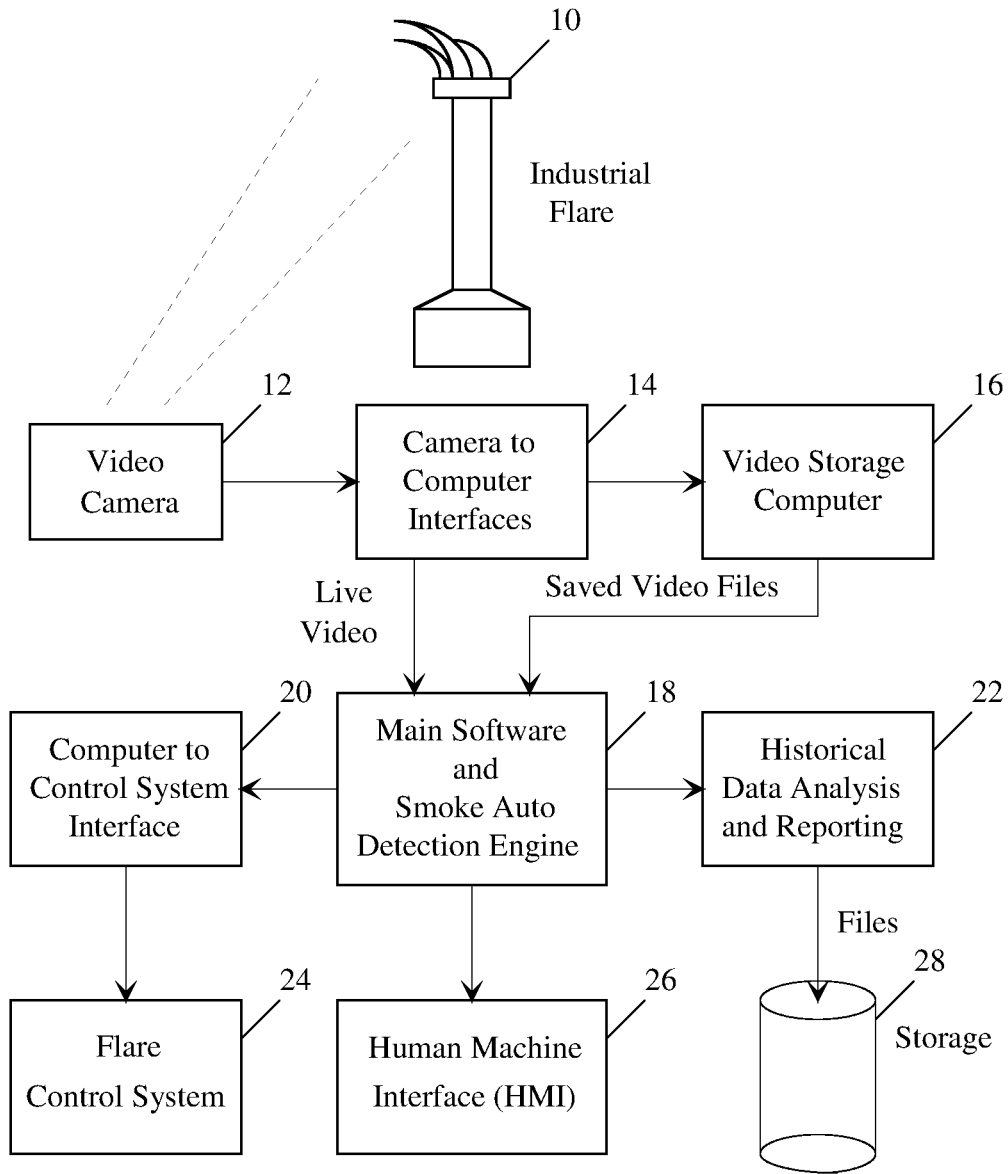 10
Industrial
Flare
12
14
16
Video
Camera
Camera to
Computer
Interfaces
Video Storage
Computer
Live
Video
Saved Video Files
20
18
22
Computer to
Control System
Interface
Main Software
and
Smoke Auto
Detection Engine
Historical
Data Analysis
and Reporting
Files
24
26
28
Flare
Control System
Human Machine
Interface (HMI)
Storage